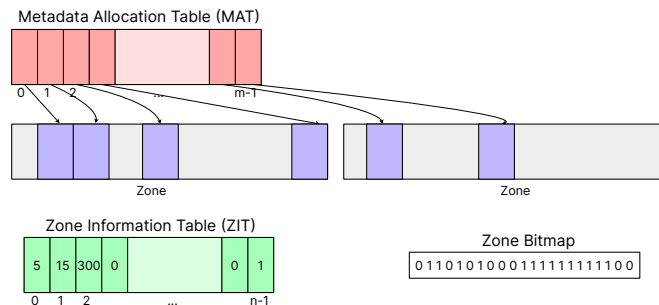 Metadata Allocation Table (MAT)
0 1 2 ... m-1
Zone Zone
Zone Information Table (ZIT)
5 15 300 0 0 1
0 1 2 ... n-1
Zone Bitmap
0 1 1 0 1 0 1 0 0 0 1 1 1 1 1 1 1 1 1 1 0 0